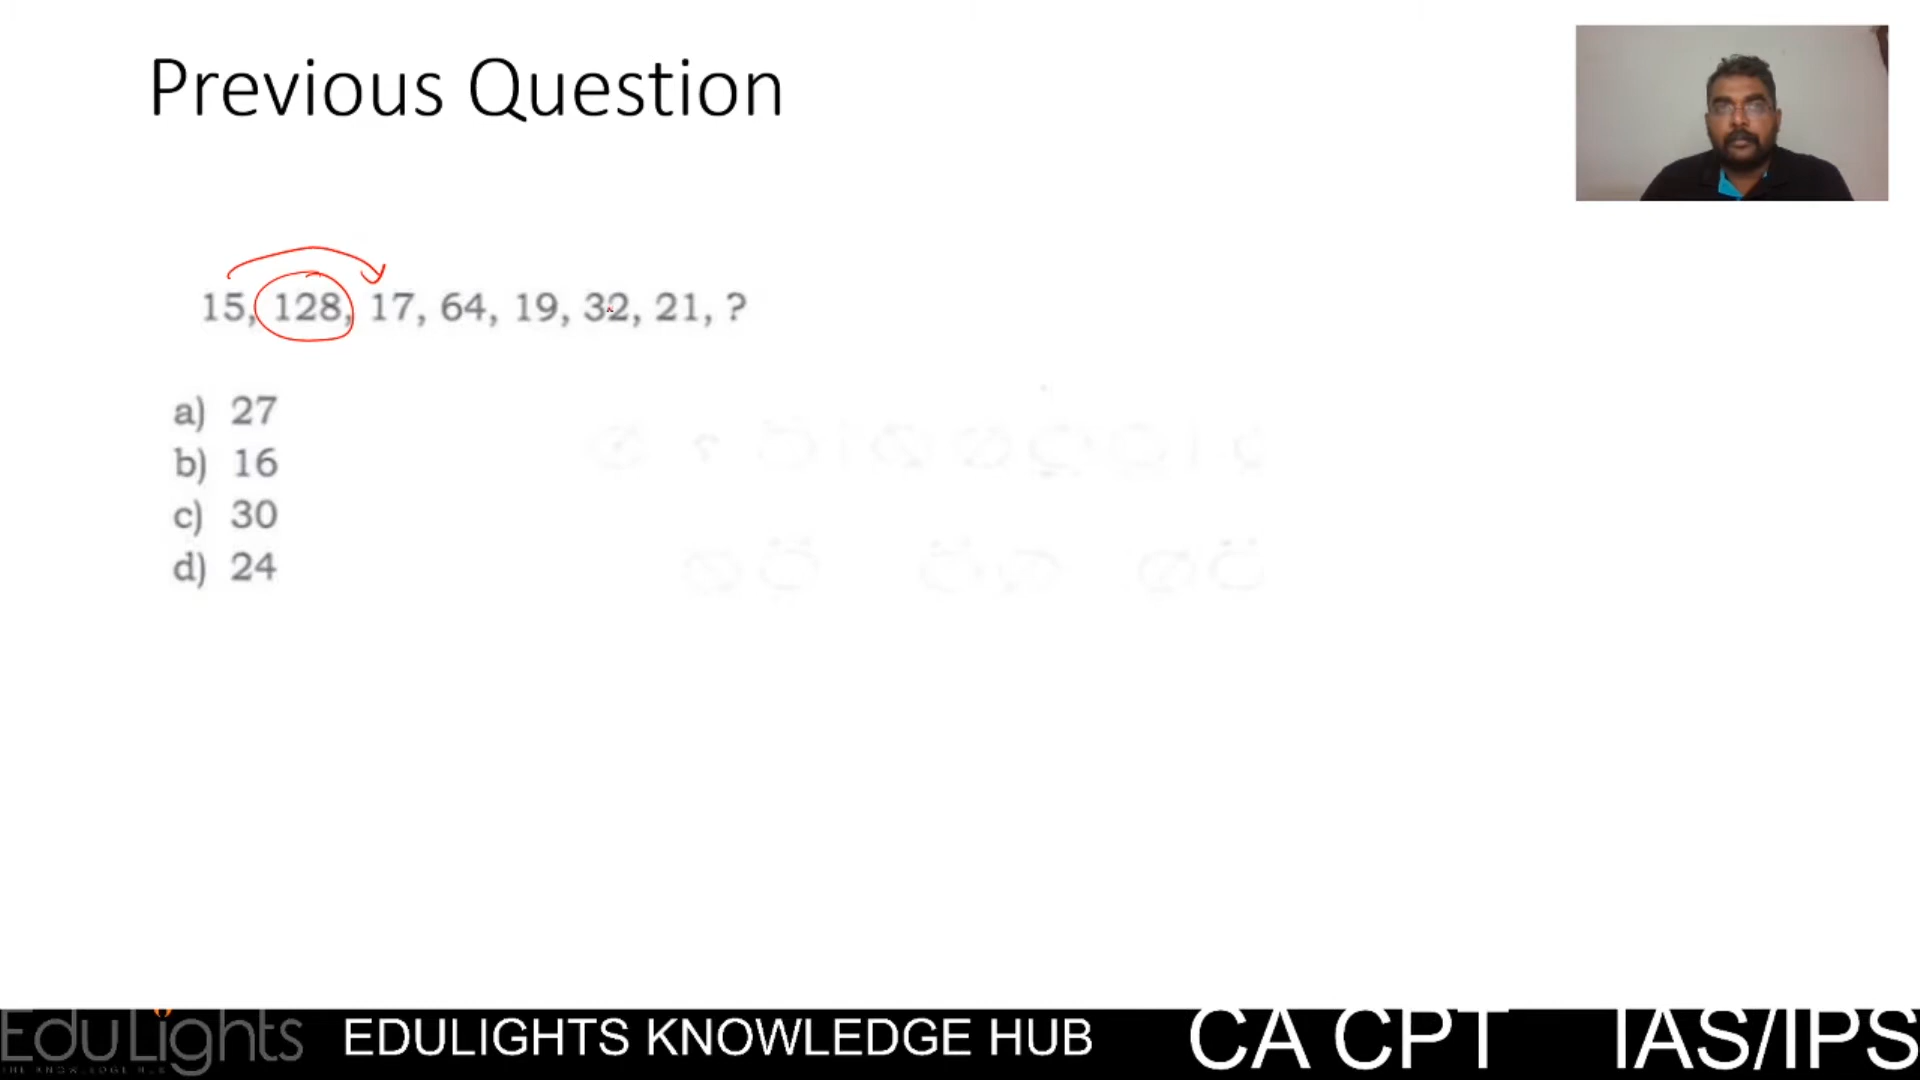 Previous Question
15, 128, 17, 64, 19, 32, 21, ?
a) 27
b) 16
c) 30
d) 24
EduLights EDULIGHTS KNOWLEDGE HUB CA CPT IAS/IPS